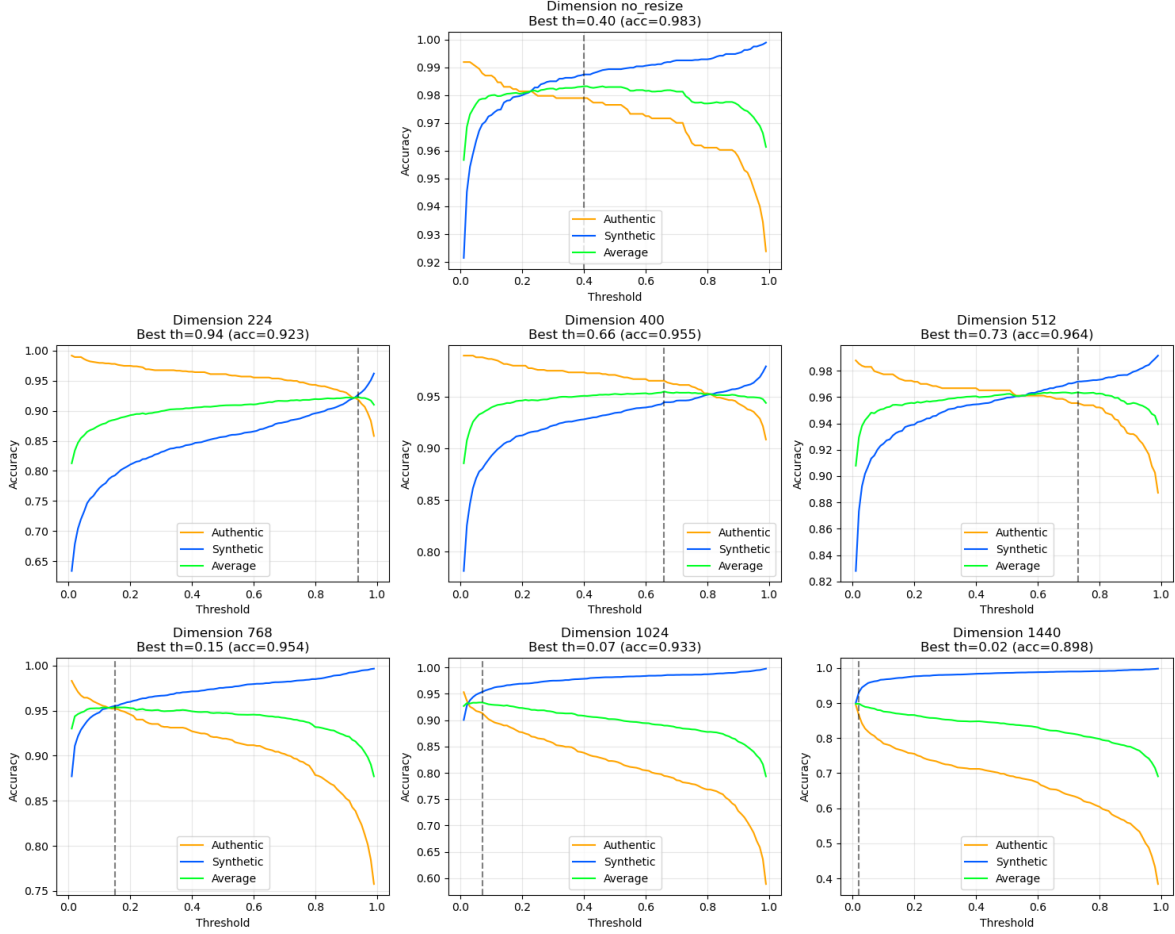 Dimension no_resize
Best th=0.40 (acc=0.983)
1.00
0.99
0.98
0.97
0.96
0.95
0.94
0.93
0.92
Accuracy
Authentic
Synthetic
Average
0.0 0.2 0.4 0.6 0.8 1.0
Threshold
Dimension 224
Best th=0.94 (acc=0.923)
1.00
0.95
0.90
0.85
0.80
0.75
0.70
0.65
Accuracy
Authentic
Synthetic
Average
0.0 0.2 0.4 0.6 0.8 1.0
Threshold
Dimension 400
Best th=0.66 (acc=0.955)
0.95
0.90
0.85
0.80
Accuracy
Authentic
Synthetic
Average
0.0 0.2 0.4 0.6 0.8 1.0
Threshold
Dimension 512
Best th=0.73 (acc=0.964)
0.98
0.96
0.94
0.92
0.90
0.88
0.86
0.84
0.82
Accuracy
Authentic
Synthetic
Average
0.0 0.2 0.4 0.6 0.8 1.0
Threshold
Dimension 768
Best th=0.15 (acc=0.954)
1.00
0.95
0.90
0.85
0.80
0.75
Accuracy
Authentic
Synthetic
Average
0.0 0.2 0.4 0.6 0.8 1.0
Threshold
Dimension 1024
Best th=0.07 (acc=0.933)
1.00
0.95
0.90
0.85
0.80
0.75
0.70
0.65
0.60
Accuracy
Authentic
Synthetic
Average
0.0 0.2 0.4 0.6 0.8 1.0
Threshold
Dimension 1440
Best th=0.02 (acc=0.898)
1.0
0.9
0.8
0.7
0.6
0.5
0.4
Accuracy
Authentic
Synthetic
Average
0.0 0.2 0.4 0.6 0.8 1.0
Threshold